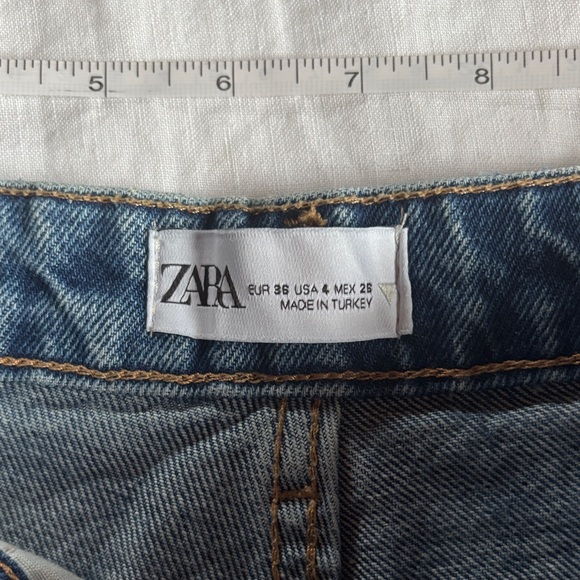 5 6 7 8
ZARA
EUR 36 USA 4 MEX 26
MADE IN TURKEY